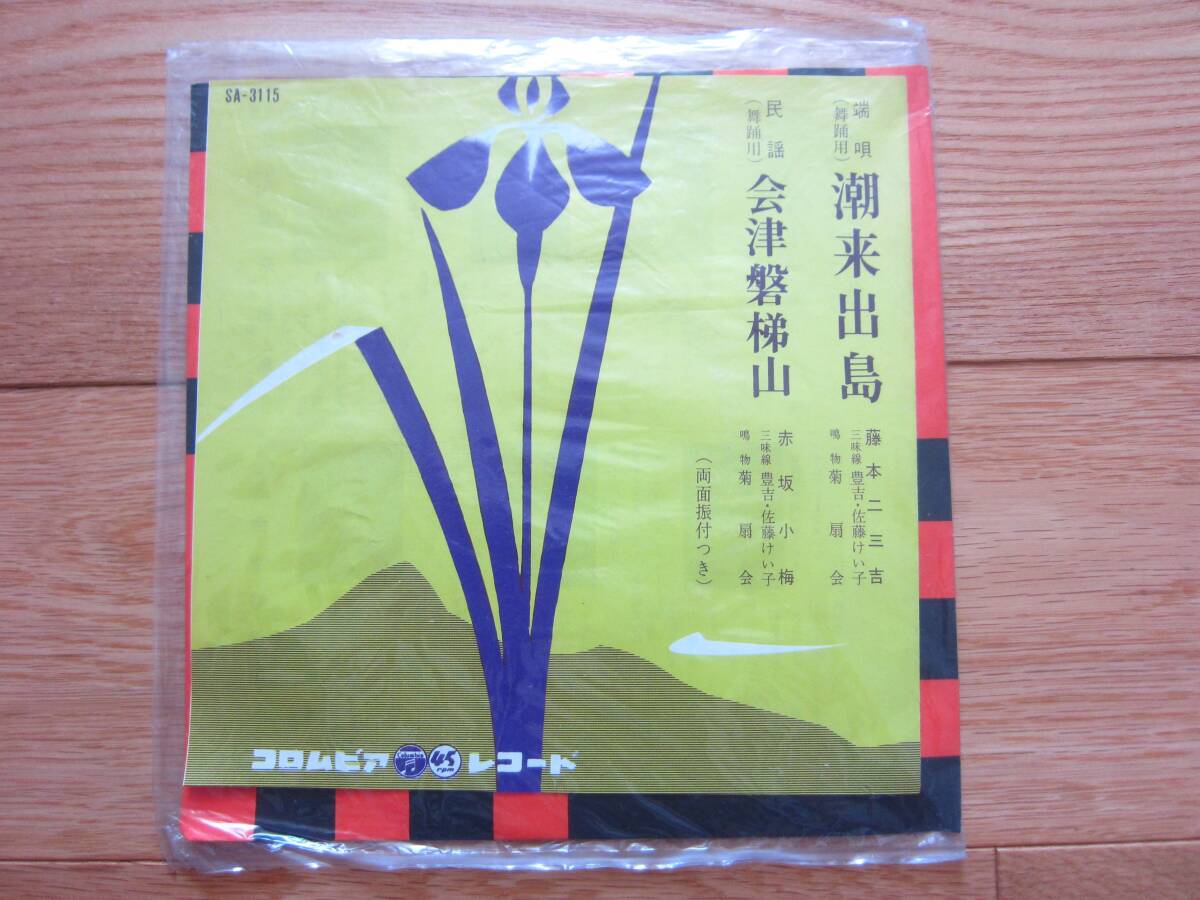 SA-3115
端唄
(舞踊用)
潮来出島
藤本二三吉
三味線 豊吉・佐藤けい子
鳴物 菊扇会
民謡
(舞踊用)
会津磐梯山
赤坂小梅
三味線 豊吉・佐藤けい子
鳴物 菊扇会
(両面振付つき)
コロムビア Columbia 45 rpm レコード